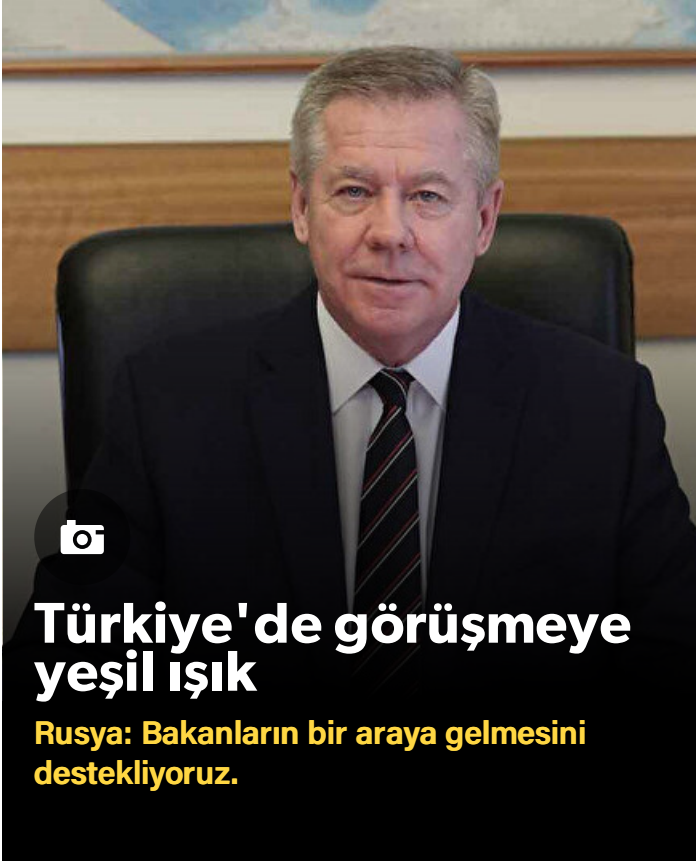 Türkiye'de görüşmeye
yeşil ışık
Rusya: Bakanların bir araya gelmesini
destekliyoruz.